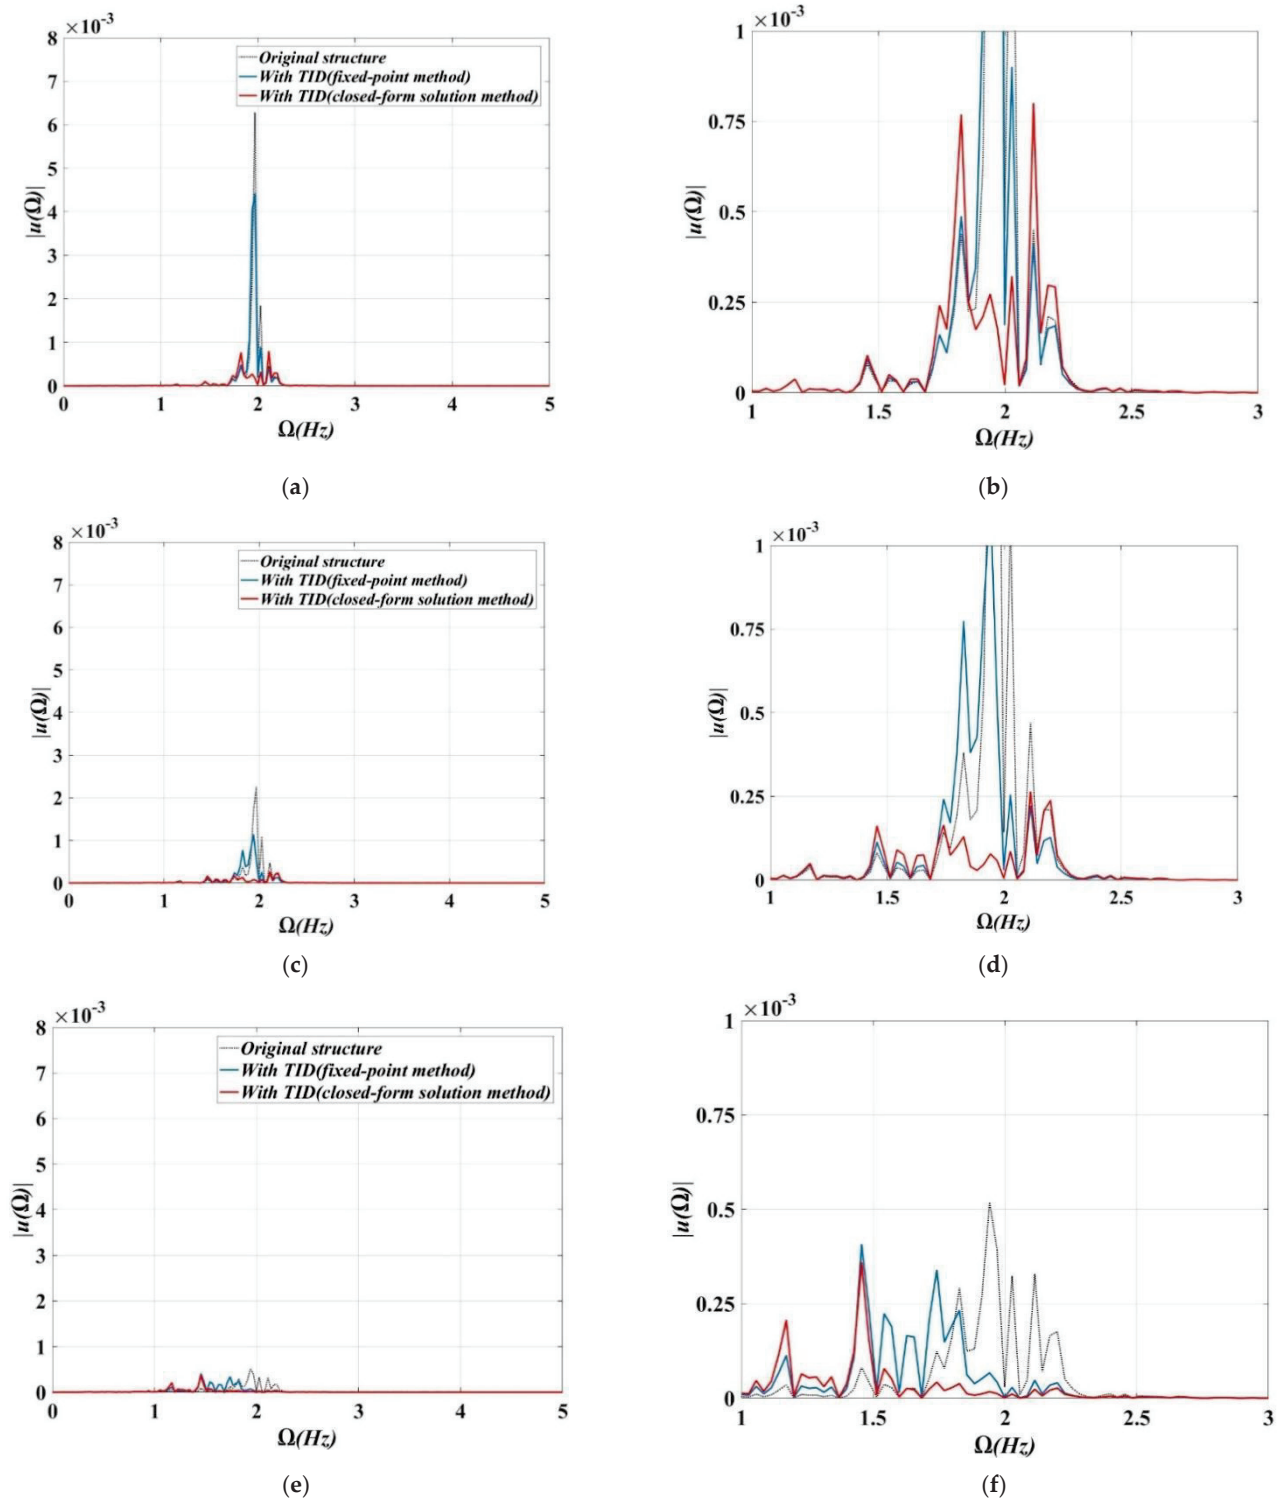 ×10⁻³
8
7
6
5
4
3
2
1
0
0 1 2 3 4 5
|u(Ω)|
Ω(Hz)
Original structure
With TID(fixed-point method)
With TID(closed-form solution method)
(a)
×10⁻³
1
0.75
0.5
0.25
0
1 1.5 2 2.5 3
|u(Ω)|
Ω(Hz)
(b)
×10⁻³
8
7
6
5
4
3
2
1
0
0 1 2 3 4 5
|u(Ω)|
Ω(Hz)
Original structure
With TID(fixed-point method)
With TID(closed-form solution method)
(c)
×10⁻³
1
0.75
0.5
0.25
0
1 1.5 2 2.5 3
|u(Ω)|
Ω(Hz)
(d)
×10⁻³
8
7
6
5
4
3
2
1
0
0 1 2 3 4 5
|u(Ω)|
Ω(Hz)
Original structure
With TID(fixed-point method)
With TID(closed-form solution method)
(e)
×10⁻³
1
0.75
0.5
0.25
0
1 1.5 2 2.5 3
|u(Ω)|
Ω(Hz)
(f)